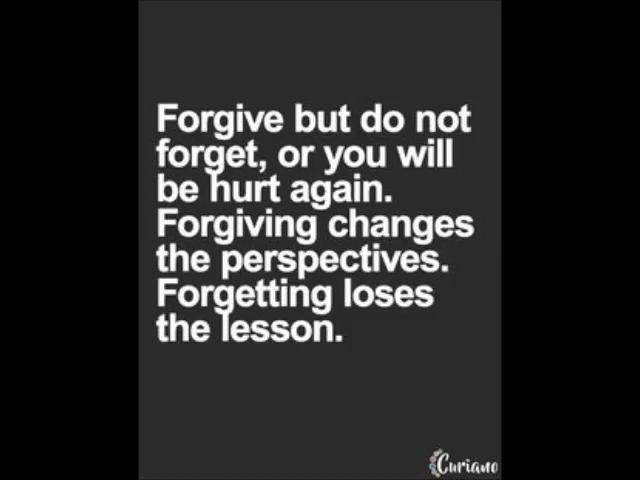 Forgive but do not
forget, or you will
be hurt again.
Forgiving changes
the perspectives.
Forgetting loses
the lesson.
Curiano